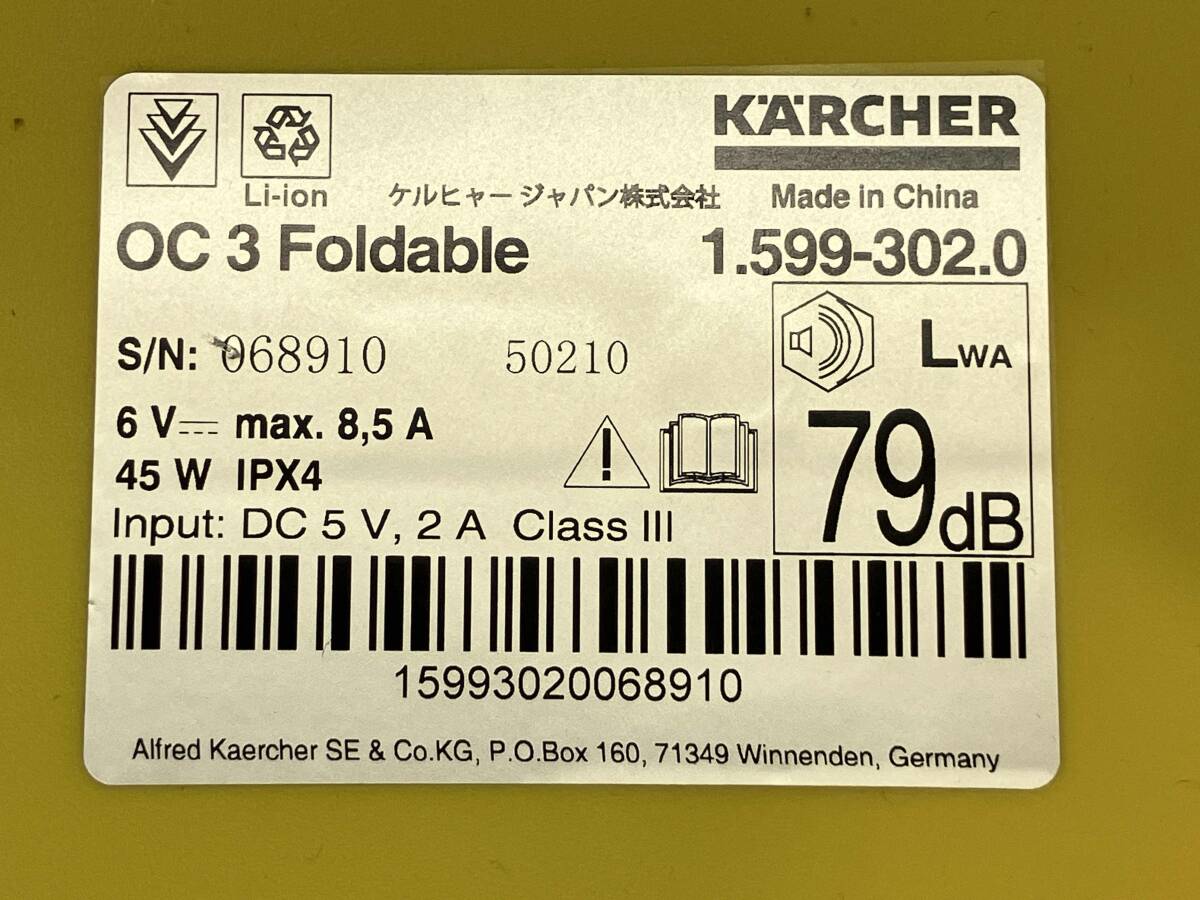 KÄRCHER
Li-ion
ケルヒャー ジャパン株式会社 Made in China
OC 3 Foldable 1.599-302.0
S/N: 068910 50210
LWA
6 V max. 8,5 A
45 W IPX4
79dB
Input: DC 5 V, 2 A Class III
15993020068910
Alfred Kaercher SE & Co.KG, P.O.Box 160, 71349 Winnenden, Germany